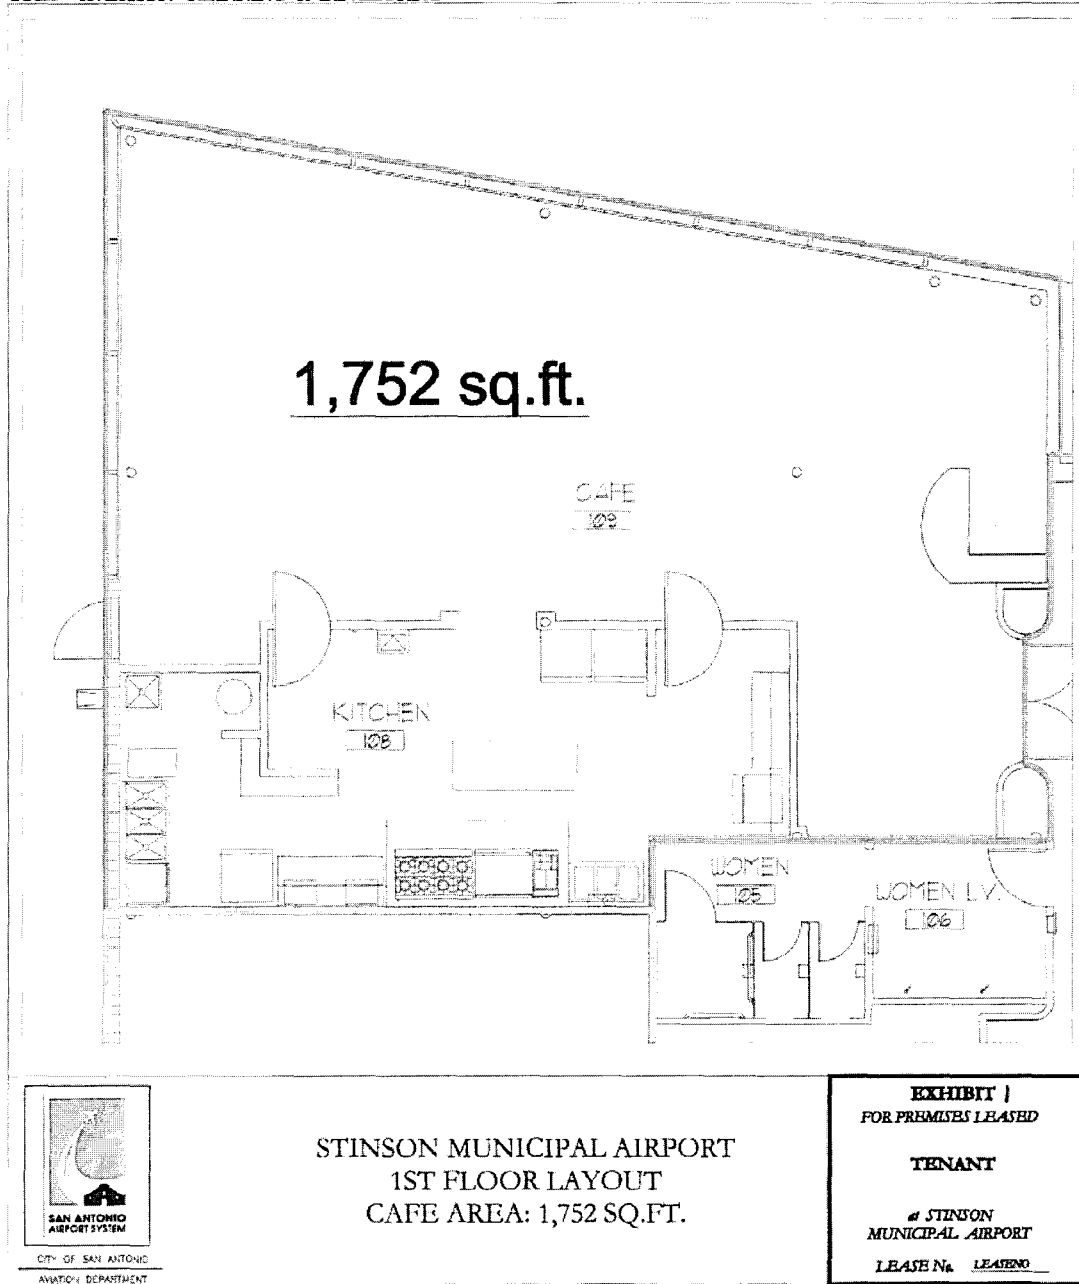 1,752 sq.ft.
CAFE
109
KITCHEN
108
WOMEN
105
WOMEN LV.
106
SAN ANTONIO
AIRPORT SYSTEM
CITY OF SAN ANTONIO
AVIATION DEPARTMENT
STINSON MUNICIPAL AIRPORT
1ST FLOOR LAYOUT
CAFE AREA: 1,752 SQ.FT.
EXHIBIT 1
FOR PREMISES LEASED
TENANT
at STINSON
MUNICIPAL AIRPORT
LEASE No. LEASENO